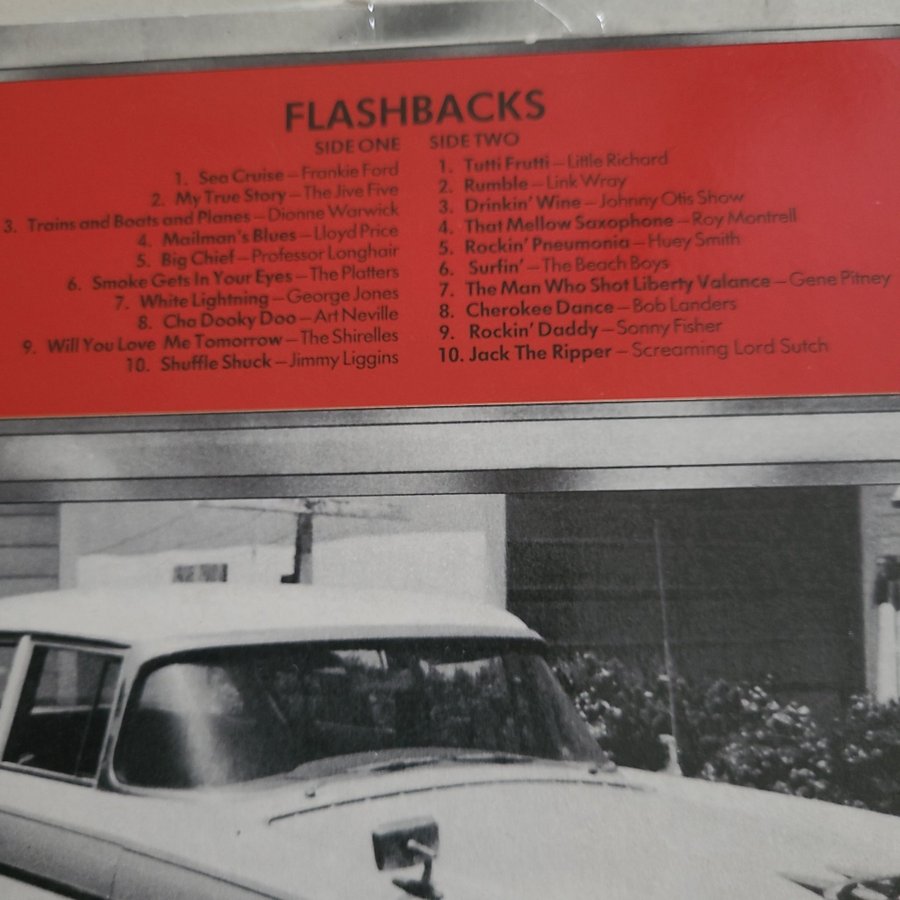 FLASHBACKS
SIDE ONE
1. Sea Cruise – Frankie Ford
2. My True Story – The Jive Five
3. Trains and Boats and Planes – Dionne Warwick
4. Mailman's Blues – Lloyd Price
5. Big Chief – Professor Longhair
6. Smoke Gets In Your Eyes – The Platters
7. White Lightning – George Jones
8. Cha Dooky Doo – Art Neville
9. Will You Love Me Tomorrow – The Shirelles
10. Shuffle Shuck – Jimmy Liggins
SIDE TWO
1. Tutti Frutti – Little Richard
2. Rumble – Link Wray
3. Drinkin' Wine – Johnny Otis Show
4. That Mellow Saxophone – Roy Montrell
5. Rockin' Pneumonia – Huey Smith
6. Surfin' – The Beach Boys
7. The Man Who Shot Liberty Valance – Gene Pitney
8. Cherokee Dance – Bob Landers
9. Rockin' Daddy – Sonny Fisher
10. Jack The Ripper – Screaming Lord Sutch